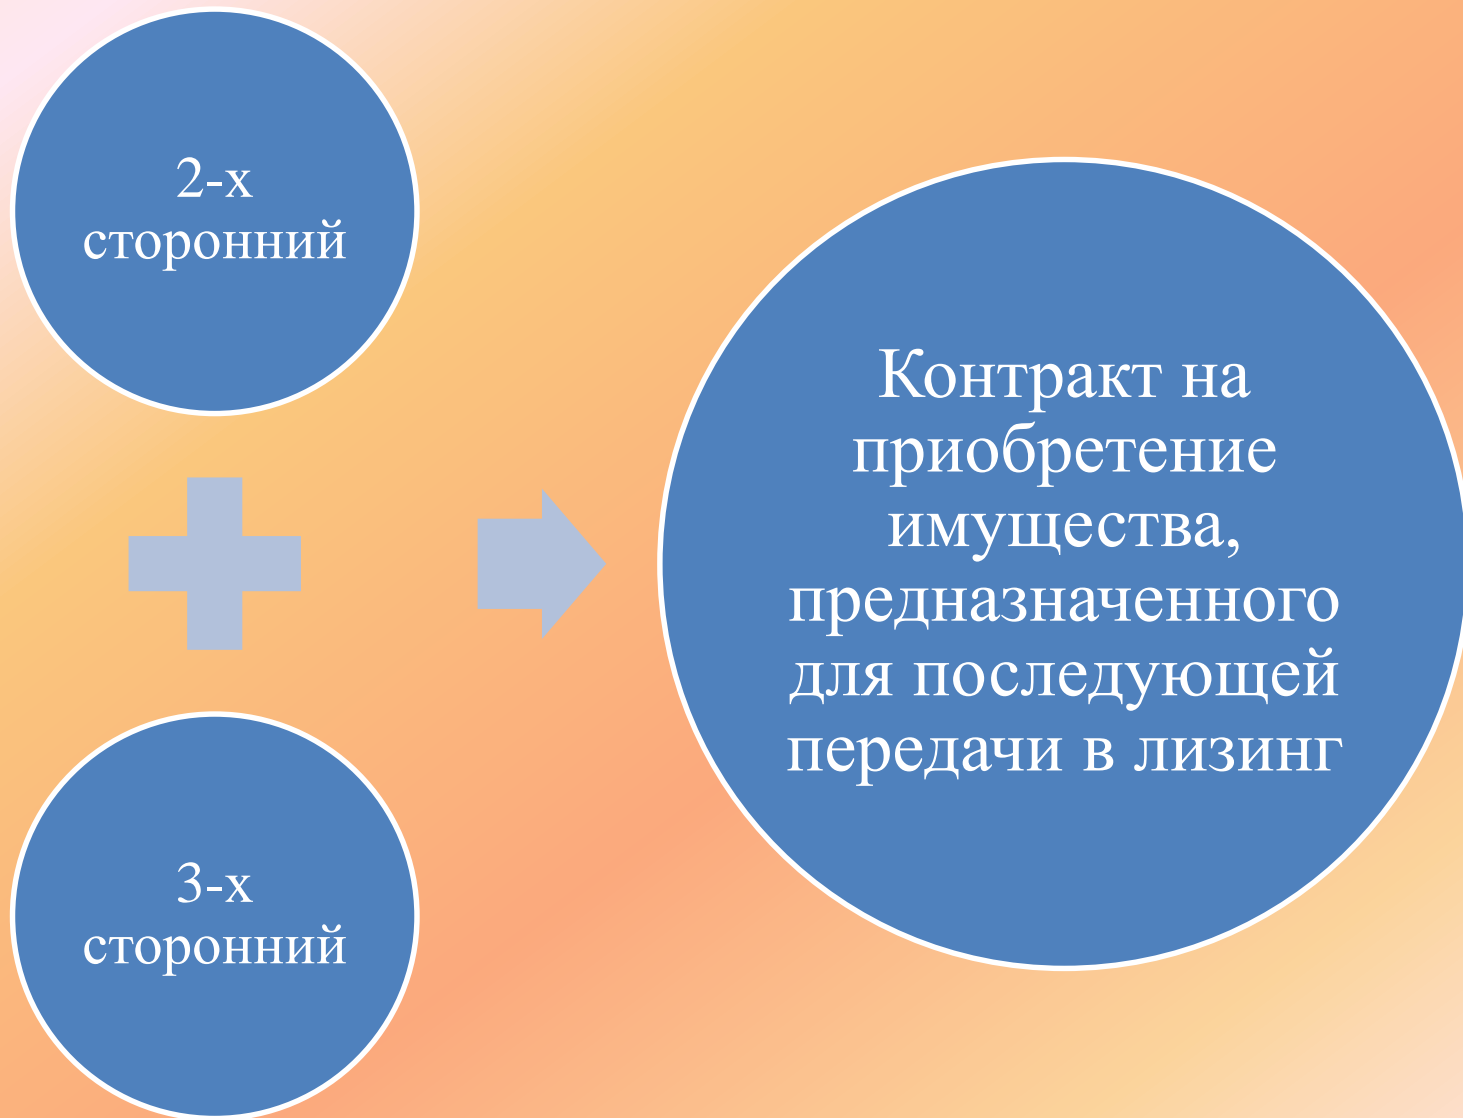 2-х
сторонний
3-х
сторонний
Контракт на
приобретение
имущества,
предназначенного
для последующей
передачи в лизинг